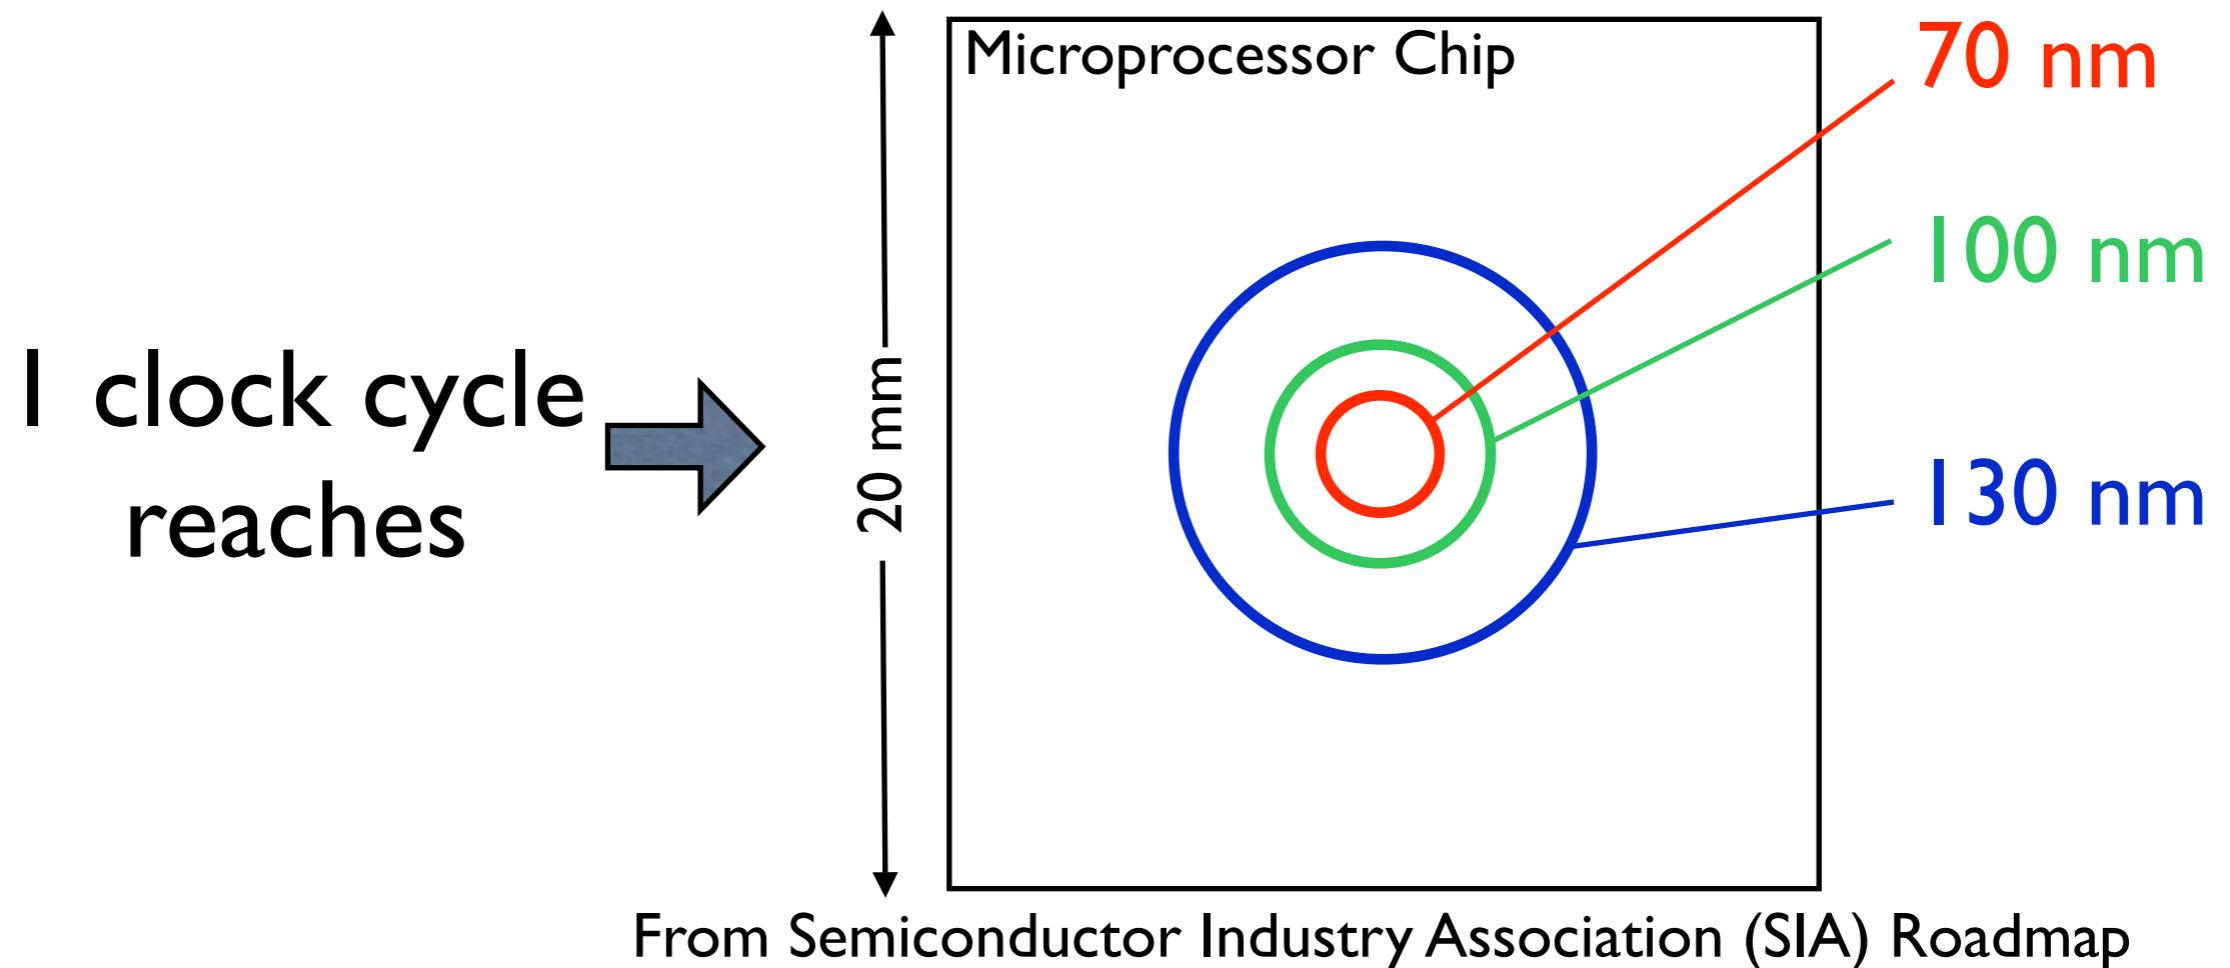 Microprocessor Chip
70 nm
100 nm
130 nm
1 clock cycle
reaches
20 mm
From Semiconductor Industry Association (SIA) Roadmap